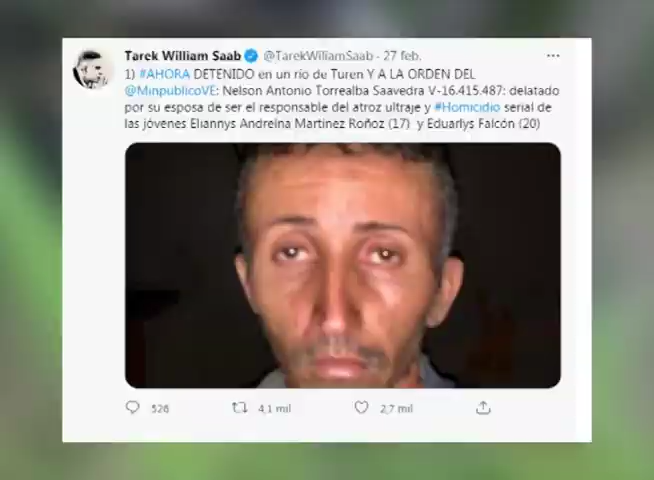 Tarek William Saab @TarekWiliamSaab - 27 feb.
1) #AHORA DETENIDO en un río de Turen Y A LA ORDEN DEL
@MinpublicoVE: Nelson Antonio Torrealba Saavedra V-16.415.487: delatado
por su esposa de ser el responsable del atroz ultraje y #Homicidio serial de
las jóvenes Eliannys Andreína Martinez Roñoz (17) y Eduarlys Falcón (20)
526 4,1 mil 2,7 mil